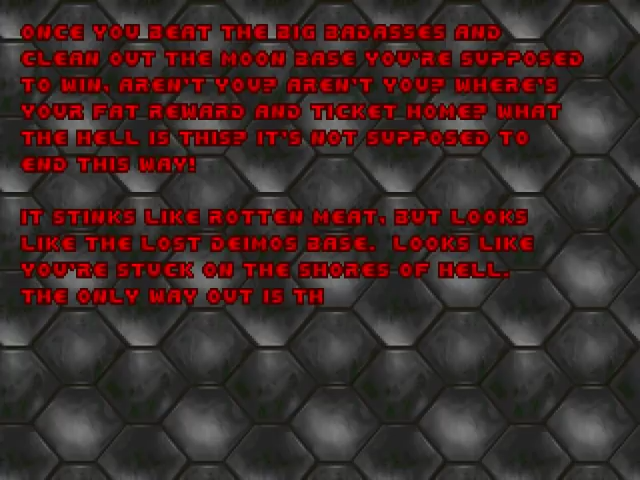 ONCE YOU BEAT THE BIG BADASSES AND
CLEAN OUT THE MOON BASE YOU'RE SUPPOSED
TO WIN, AREN'T YOU? AREN'T YOU? WHERE'S
YOUR FAT REWARD AND TICKET HOME? WHAT
THE HELL IS THIS? IT'S NOT SUPPOSED TO
END THIS WAY!

IT STINKS LIKE ROTTEN MEAT, BUT LOOKS
LIKE THE LOST DEIMOS BASE.  LOOKS LIKE
YOU'RE STUCK ON THE SHORES OF HELL.
THE ONLY WAY OUT IS TH